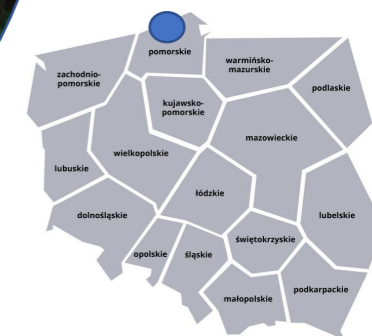 pomorskie
zachodnio-
pomorskie
warmińsko-
mazurskie
podlaskie
kujawsko-
pomorskie
mazowieckie
wielkopolskie
lubuskie
łódzkie
dolnośląskie
lubelskie
świętokrzyskie
opolskie
śląskie
podkarpackie
małopolskie